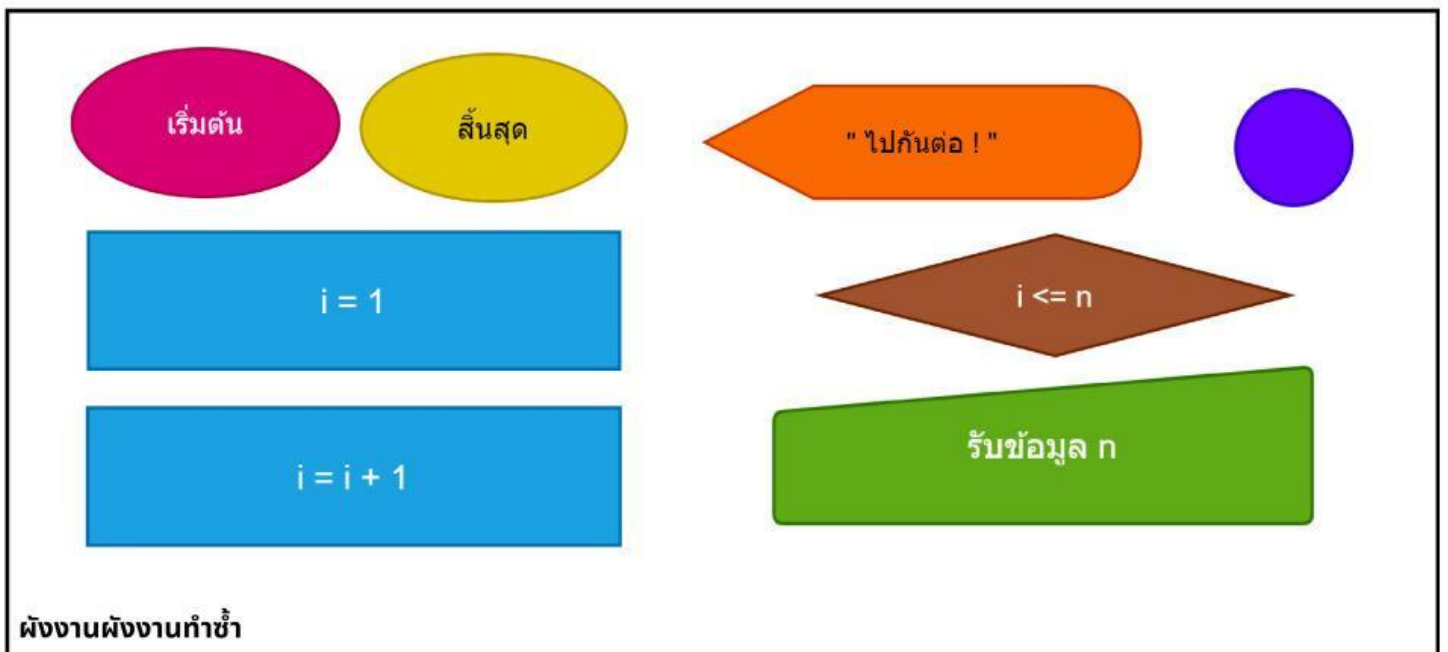 เริ่มต้น
สิ้นสุด
" ไปกันต่อ ! "
i = 1
i <= n
i = i + 1
รับข้อมูล n
ผังงานผังงานทำซ้ำ